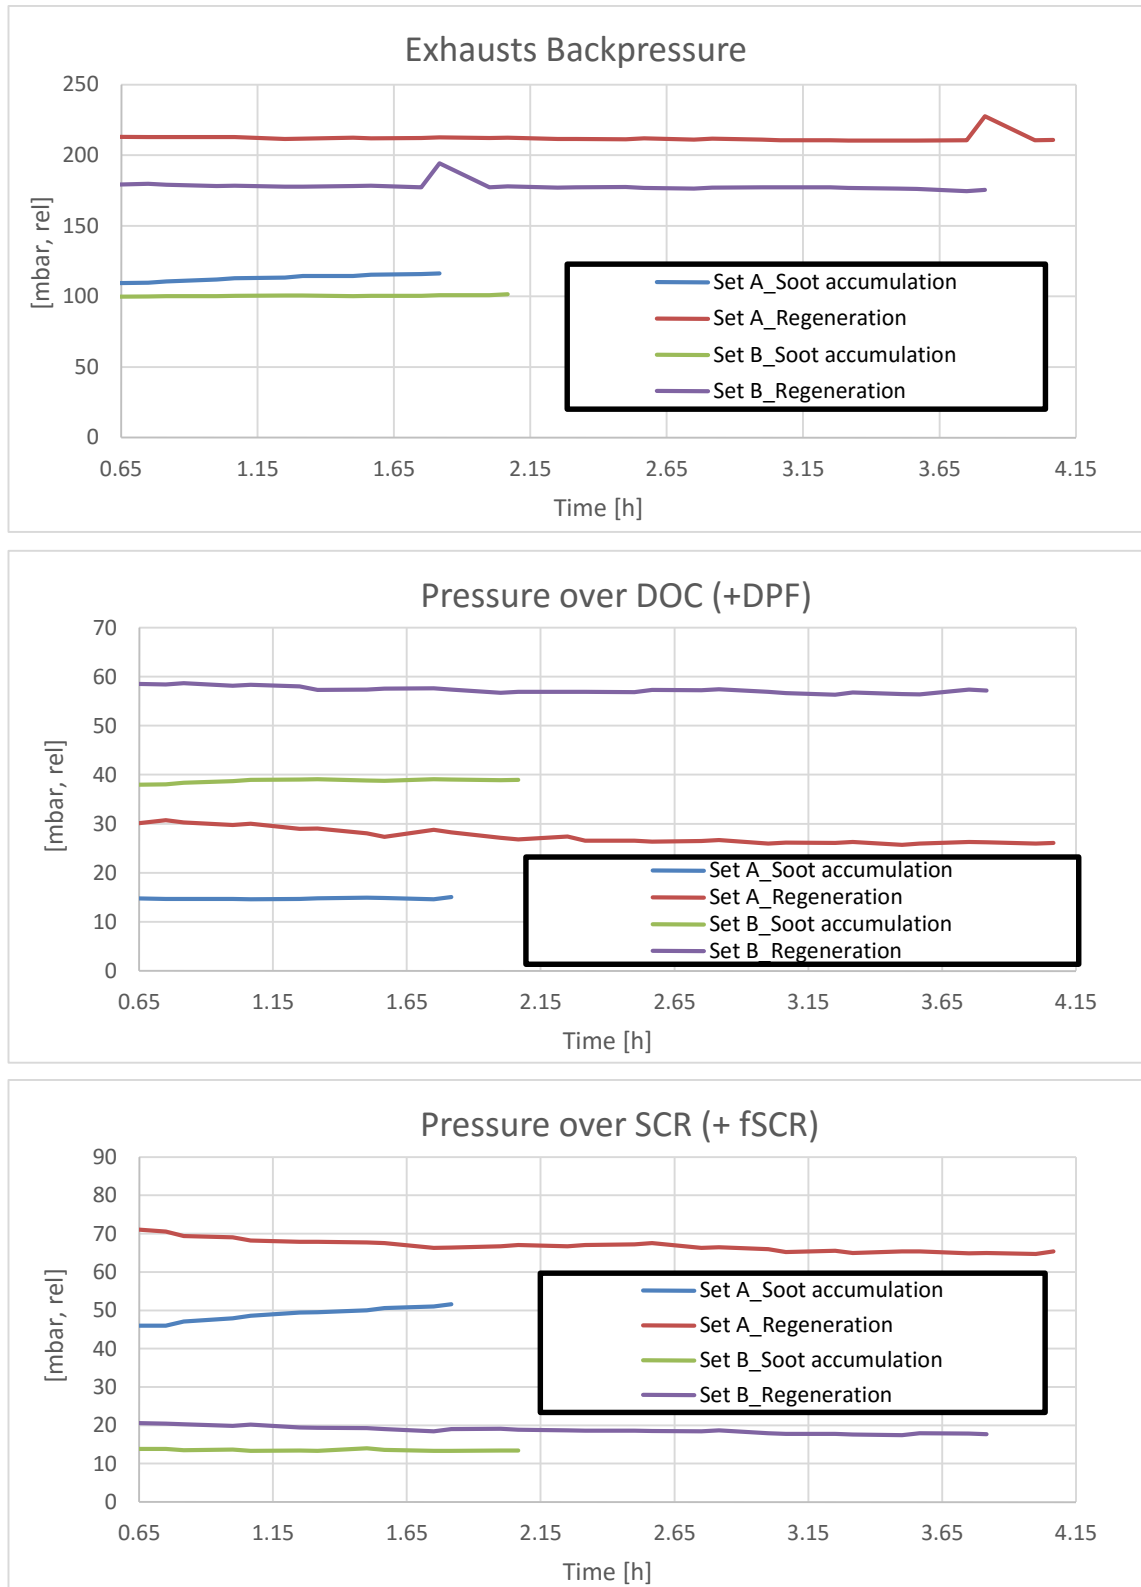 Exhausts Backpressure
250
200
150
100
50
0
[mbar, rel]
Set A_Soot accumulation
Set A_Regeneration
Set B_Soot accumulation
Set B_Regeneration
0.65 1.15 1.65 2.15 2.65 3.15 3.65 4.15
Time [h]
Pressure over DOC (+DPF)
70
60
50
40
30
20
10
0
[mbar, rel]
Set A_Soot accumulation
Set A_Regeneration
Set B_Soot accumulation
Set B_Regeneration
0.65 1.15 1.65 2.15 2.65 3.15 3.65 4.15
Time [h]
Pressure over SCR (+ fSCR)
90
80
70
60
50
40
30
20
10
0
[mbar, rel]
Set A_Soot accumulation
Set A_Regeneration
Set B_Soot accumulation
Set B_Regeneration
0.65 1.15 1.65 2.15 2.65 3.15 3.65 4.15
Time [h]